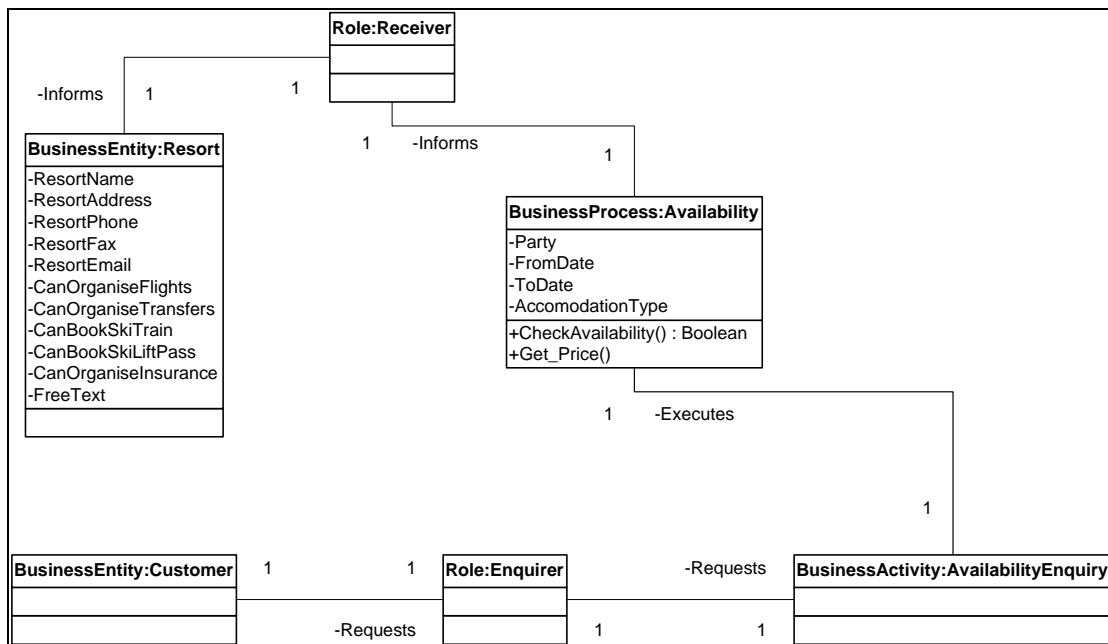 Role:Receiver
-Informs
1
1
1
-Informs
1
BusinessEntity:Resort
-ResortName
-ResortAddress
-ResortPhone
-ResortFax
-ResortEmail
-CanOrganiseFlights
-CanOrganiseTransfers
-CanBookSkiTrain
-CanBookSkiLiftPass
-CanOrganiseInsurance
-FreeText
BusinessProcess:Availability
-Party
-FromDate
-ToDate
-AccomodationType
+CheckAvailability() : Boolean
+Get_Price()
1
-Executes
1
BusinessEntity:Customer
1
1
-Requests
Role:Enquirer
-Requests
1
1
BusinessActivity:AvailabilityEnquiry